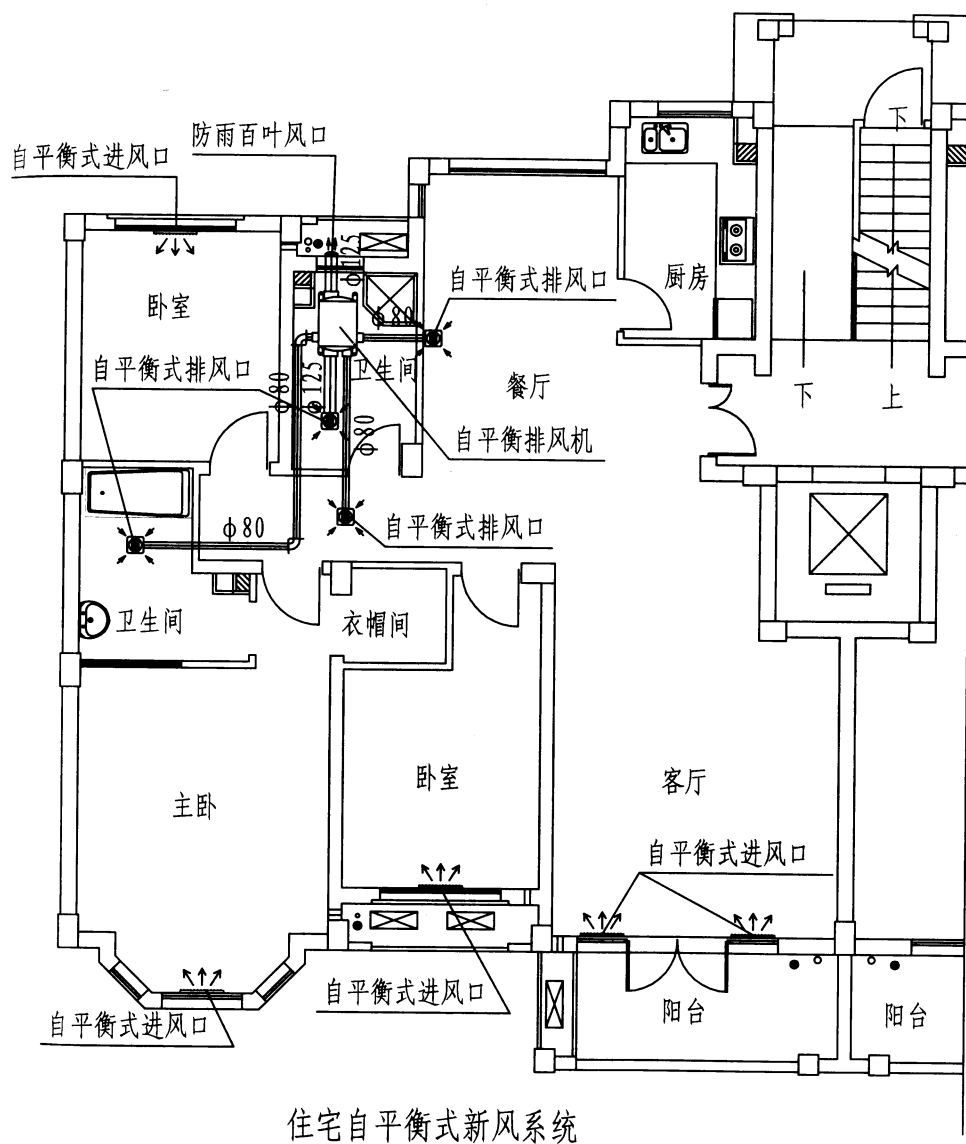 下
防雨百叶风口
自平衡式进风口
ϕ125
自平衡式排风口
厨房
卧室
ϕ80
卫生间
自平衡式排风口
ϕ80
ϕ125
餐厅
下
上
ϕ80
自平衡排风机
ϕ80
自平衡式排风口
卫生间
衣帽间
卧室
客厅
主卧
自平衡式进风口
自平衡式进风口
自平衡式进风口
阳台
阳台
住宅自平衡式新风系统